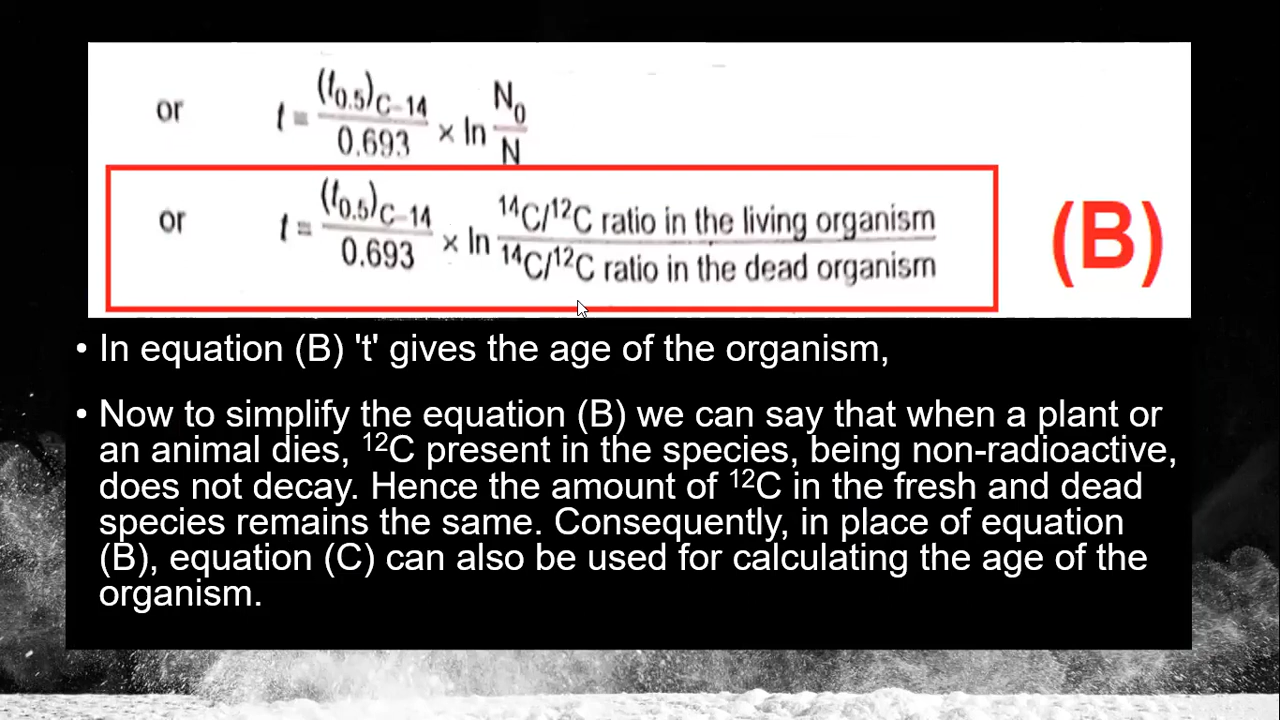 or t = (t0.5)C–14 / 0.693 × ln N0 / N
or t = (t0.5)C–14 / 0.693 × ln ¹⁴C/¹²C ratio in the living organism / ¹⁴C/¹²C ratio in the dead organism
(B)
• In equation (B) 't' gives the age of the organism,
• Now to simplify the equation (B) we can say that when a plant or
an animal dies, ¹²C present in the species, being non-radioactive,
does not decay. Hence the amount of ¹²C in the fresh and dead
species remains the same. Consequently, in place of equation
(B), equation (C) can also be used for calculating the age of the
organism.